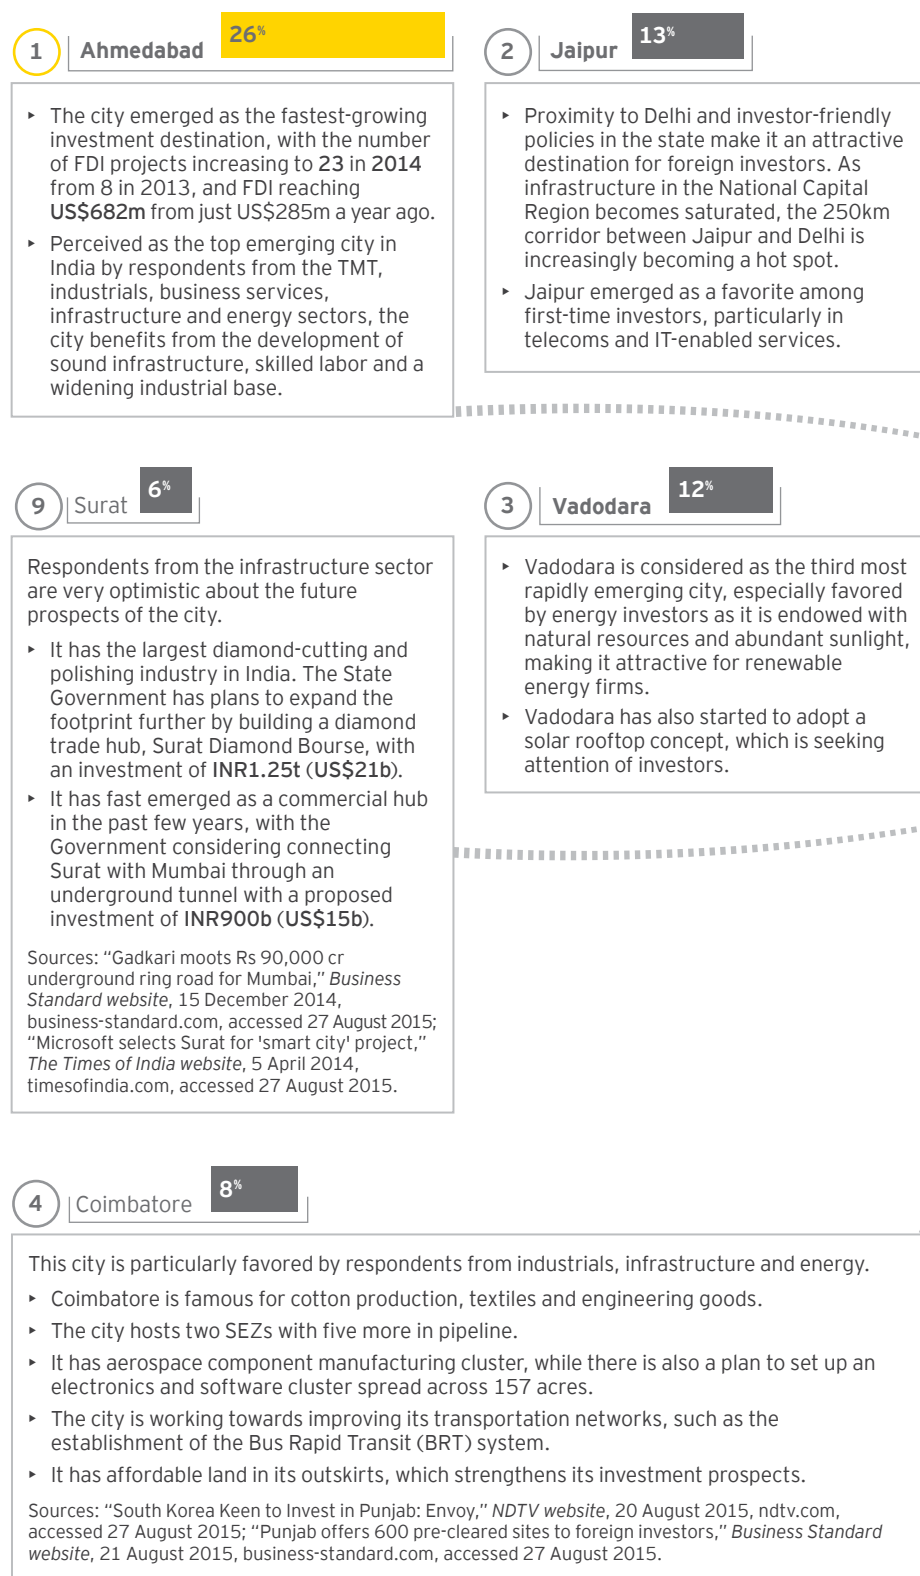 1 Ahmedabad 26%
▸ The city emerged as the fastest-growing
investment destination, with the number
of FDI projects increasing to 23 in 2014
from 8 in 2013, and FDI reaching
US$682m from just US$285m a year ago.
▸ Perceived as the top emerging city in
India by respondents from the TMT,
industrials, business services,
infrastructure and energy sectors, the
city benefits from the development of
sound infrastructure, skilled labor and a
widening industrial base.
2 Jaipur 13%
▸ Proximity to Delhi and investor-friendly
policies in the state make it an attractive
destination for foreign investors. As
infrastructure in the National Capital
Region becomes saturated, the 250km
corridor between Jaipur and Delhi is
increasingly becoming a hot spot.
▸ Jaipur emerged as a favorite among
first-time investors, particularly in
telecoms and IT-enabled services.
9 Surat 6%
Respondents from the infrastructure sector
are very optimistic about the future
prospects of the city.
▸ It has the largest diamond-cutting and
polishing industry in India. The State
Government has plans to expand the
footprint further by building a diamond
trade hub, Surat Diamond Bourse, with
an investment of INR1.25t (US$21b).
▸ It has fast emerged as a commercial hub
in the past few years, with the
Government considering connecting
Surat with Mumbai through an
underground tunnel with a proposed
investment of INR900b (US$15b).
Sources: “Gadkari moots Rs 90,000 cr
underground ring road for Mumbai,” Business
Standard website, 15 December 2014,
business-standard.com, accessed 27 August 2015;
“Microsoft selects Surat for 'smart city' project,”
The Times of India website, 5 April 2014,
timesofindia.com, accessed 27 August 2015.
3 Vadodara 12%
▸ Vadodara is considered as the third most
rapidly emerging city, especially favored
by energy investors as it is endowed with
natural resources and abundant sunlight,
making it attractive for renewable
energy firms.
▸ Vadodara has also started to adopt a
solar rooftop concept, which is seeking
attention of investors.
4 Coimbatore 8%
This city is particularly favored by respondents from industrials, infrastructure and energy.
▸ Coimbatore is famous for cotton production, textiles and engineering goods.
▸ The city hosts two SEZs with five more in pipeline.
▸ It has aerospace component manufacturing cluster, while there is also a plan to set up an
electronics and software cluster spread across 157 acres.
▸ The city is working towards improving its transportation networks, such as the
establishment of the Bus Rapid Transit (BRT) system.
▸ It has affordable land in its outskirts, which strengthens its investment prospects.
Sources: “South Korea Keen to Invest in Punjab: Envoy,” NDTV website, 20 August 2015, ndtv.com,
accessed 27 August 2015; “Punjab offers 600 pre-cleared sites to foreign investors,” Business Standard
website, 21 August 2015, business-standard.com, accessed 27 August 2015.